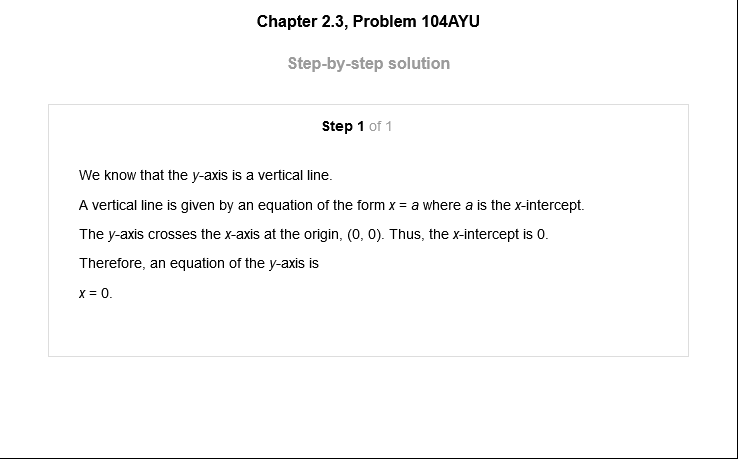 Chapter 2.3, Problem 104AYU
Step-by-step solution
Step 1 of 1
We know that the y-axis is a vertical line.
A vertical line is given by an equation of the form x = a where a is the x-intercept.
The y-axis crosses the x-axis at the origin, (0, 0). Thus, the x-intercept is 0.
Therefore, an equation of the y-axis is
x = 0.